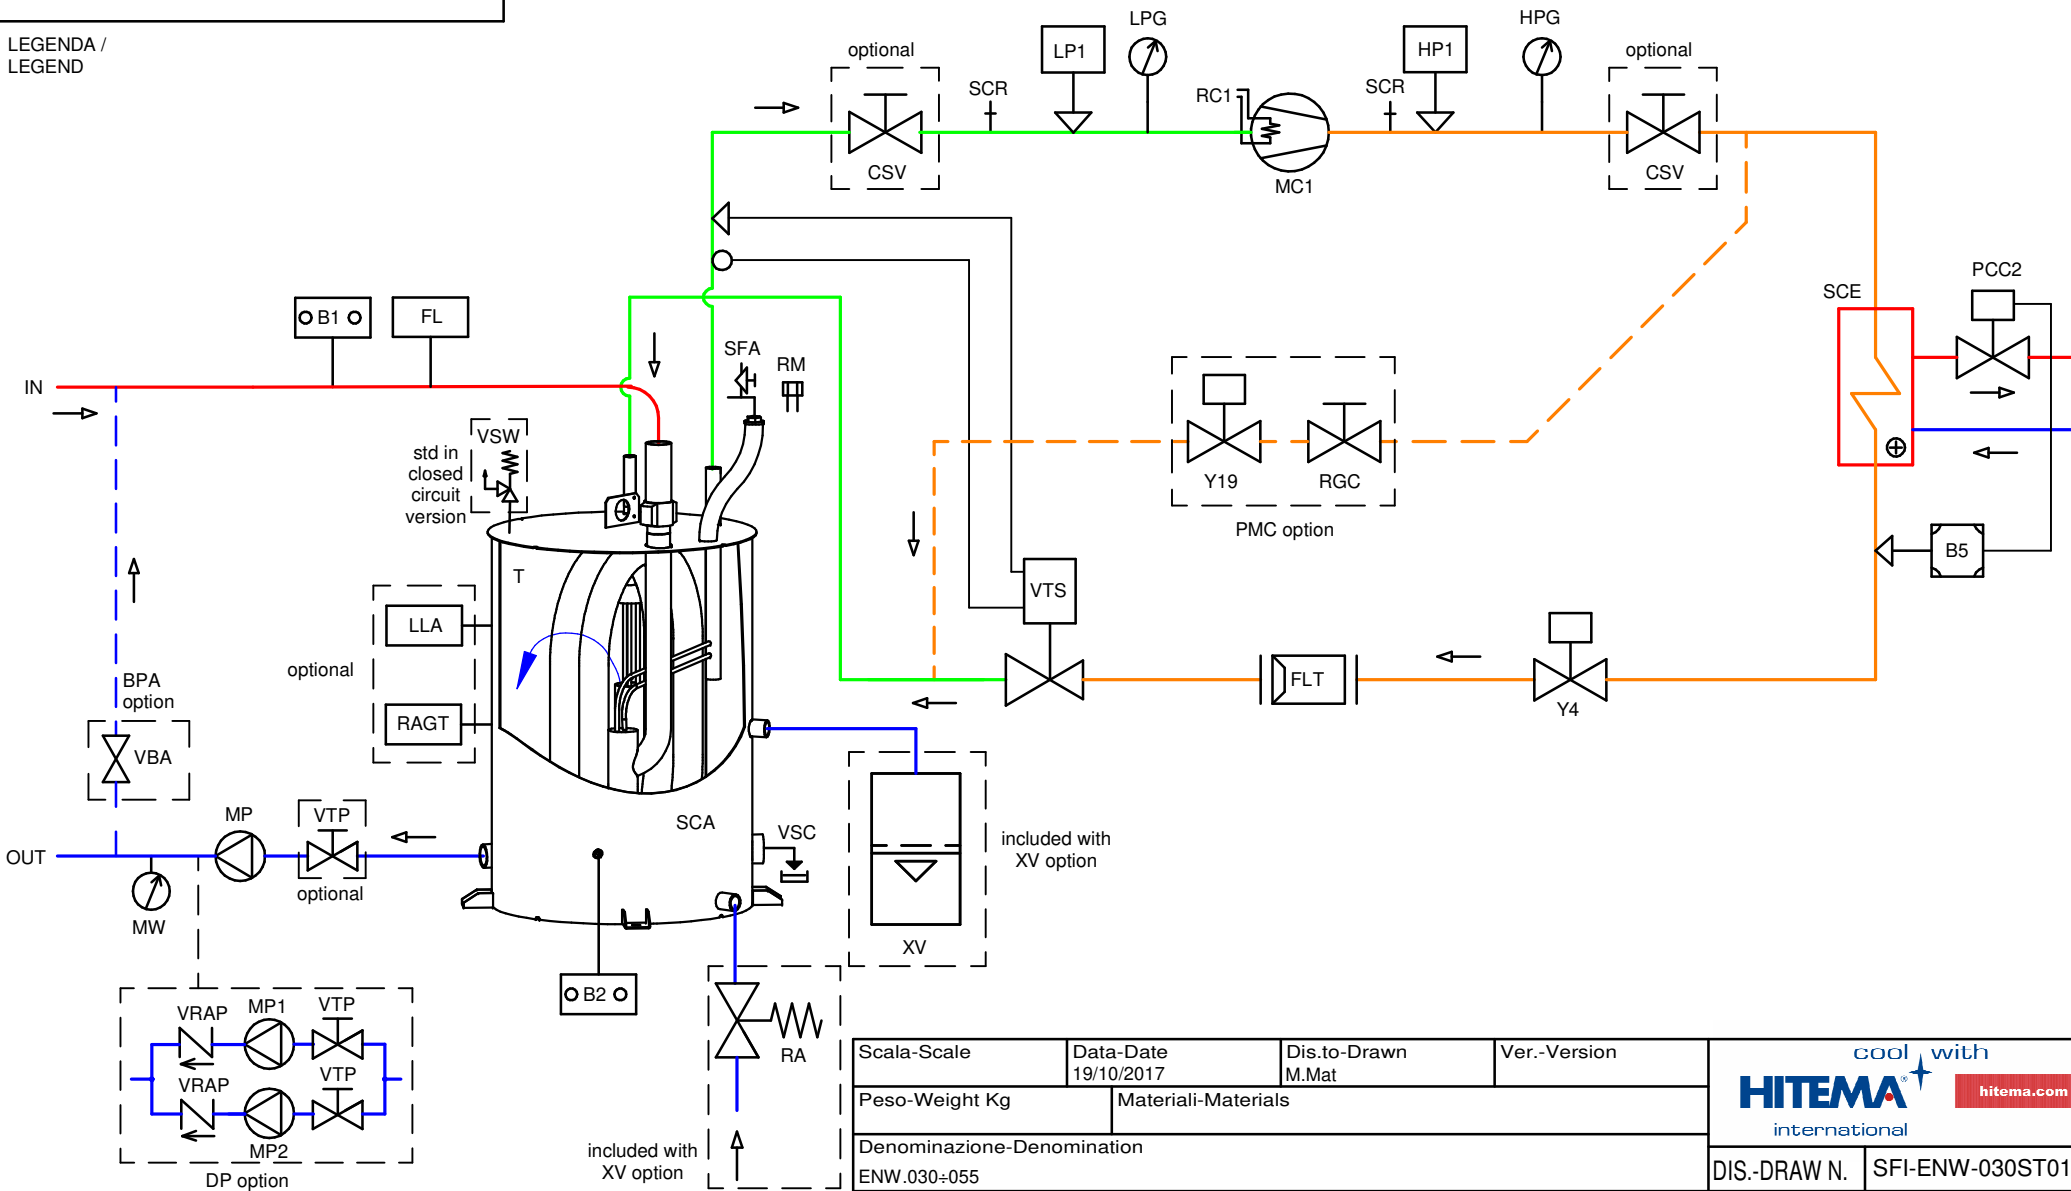 LEGENDA /
LEGEND
optional
CSV
SCR
LP1
LPG
RC1
MC1
SCR
HP1
HPG
optional
CSV
IN
B1
FL
SFA
RM
VSW
std in
closed
circuit
version
T
LLA
optional
RAGT
BPA
option
VBA
OUT
MP
VTP
optional
MW
SCA
VSC
B2
VTS
Y19
RGC
PMC option
SCE
PCC2
B5
FLT
Y4
included with
XV option
XV
RA
included with
XV option
VRAP
MP1
VTP
VRAP
VTP
MP2
DP option
Scala-Scale
Data-Date
19/10/2017
Dis.to-Drawn
M.Mat
Ver.-Version
Peso-Weight Kg
Materiali-Materials
Denominazione-Denomination
ENW.030÷055
cool with
HITEMA®
international
hitema.com
DIS.-DRAW N.
SFI-ENW-030ST01